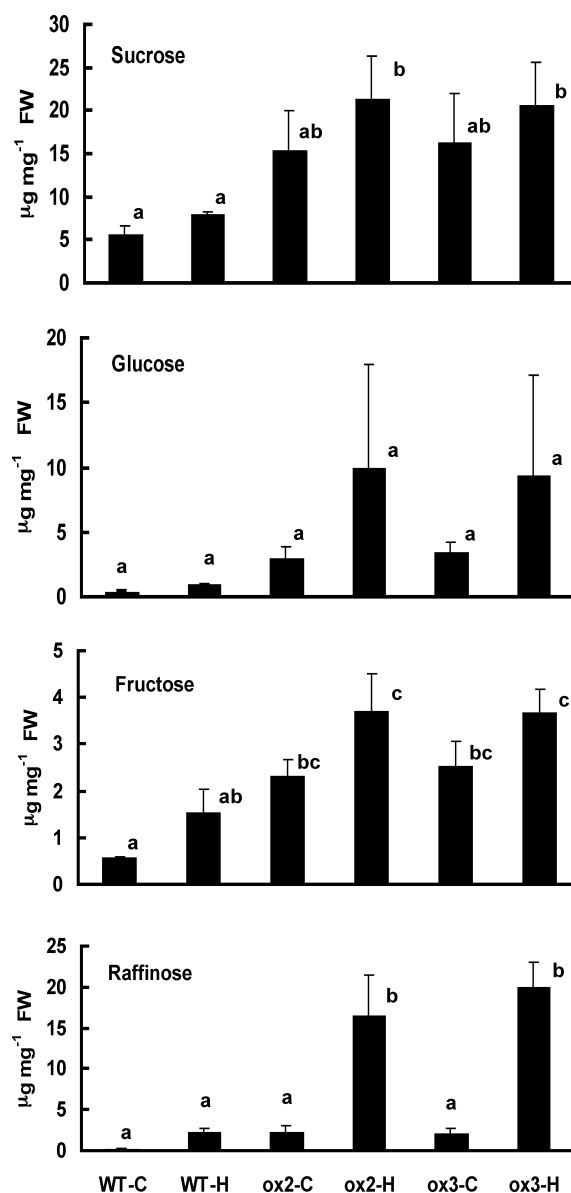 Sucrose
µg mg-1 FW
30
25
20
15
10
5
0
a
a
ab
b
ab
b
Glucose
µg mg-1 FW
20
15
10
5
0
a
a
a
a
a
a
Fructose
µg mg-1 FW
5
4
3
2
1
0
a
ab
bc
c
bc
c
Raffinose
µg mg-1 FW
25
20
15
10
5
0
a
a
a
b
a
b
WT-C WT-H ox2-C ox2-H ox3-C ox3-H